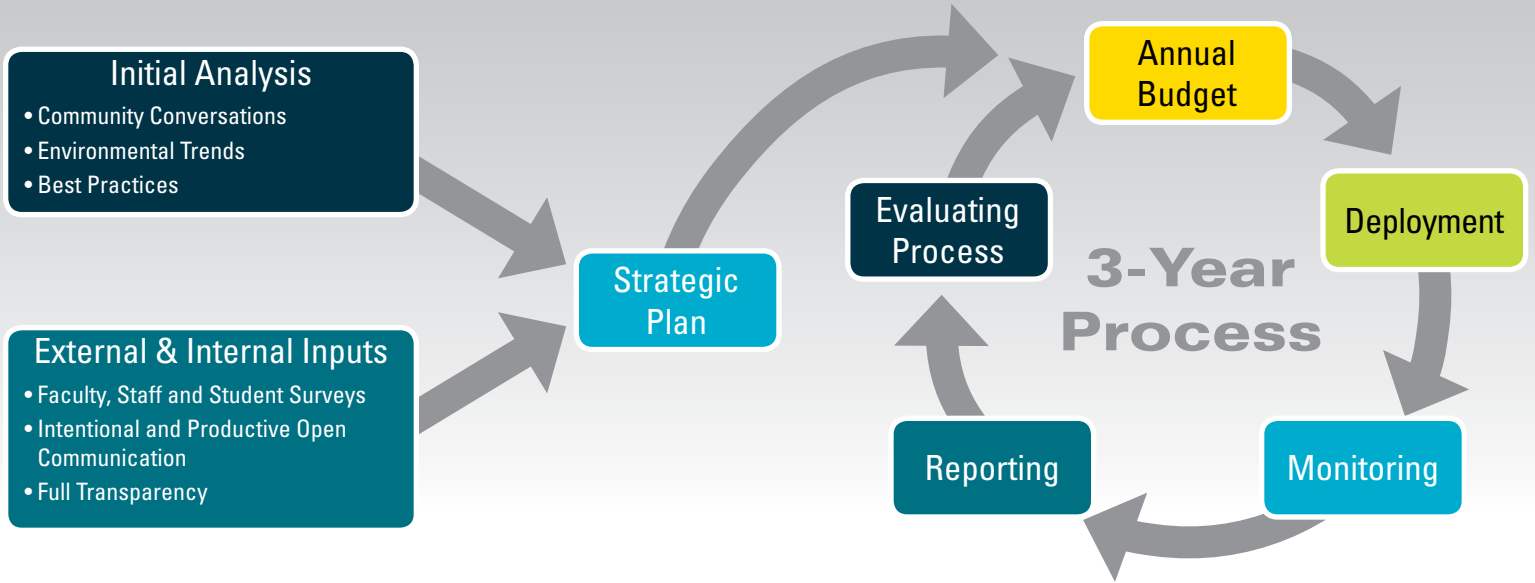 Initial Analysis
• Community Conversations
• Environmental Trends
• Best Practices
External & Internal Inputs
• Faculty, Staff and Student Surveys
• Intentional and Productive Open
Communication
• Full Transparency
Strategic
Plan
Annual
Budget
Deployment
Monitoring
Reporting
Evaluating
Process
3-Year
Process